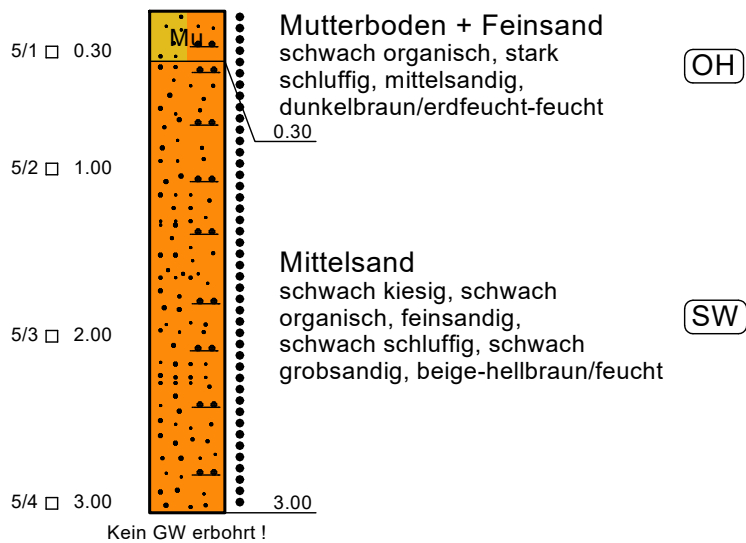 Mutterboden + Feinsand
schwach organisch, stark
schluffig, mittelsandig,
dunkelbraun/erdfeucht-feucht
OH
Mu
5/1 0.30
0.30
5/2 1.00
Mittelsand
schwach kiesig, schwach
organisch, feinsandig,
schwach schluffig, schwach
grobsandig, beige-hellbraun/feucht
SW
5/3 2.00
5/4 3.00
3.00
Kein GW erbohrt !